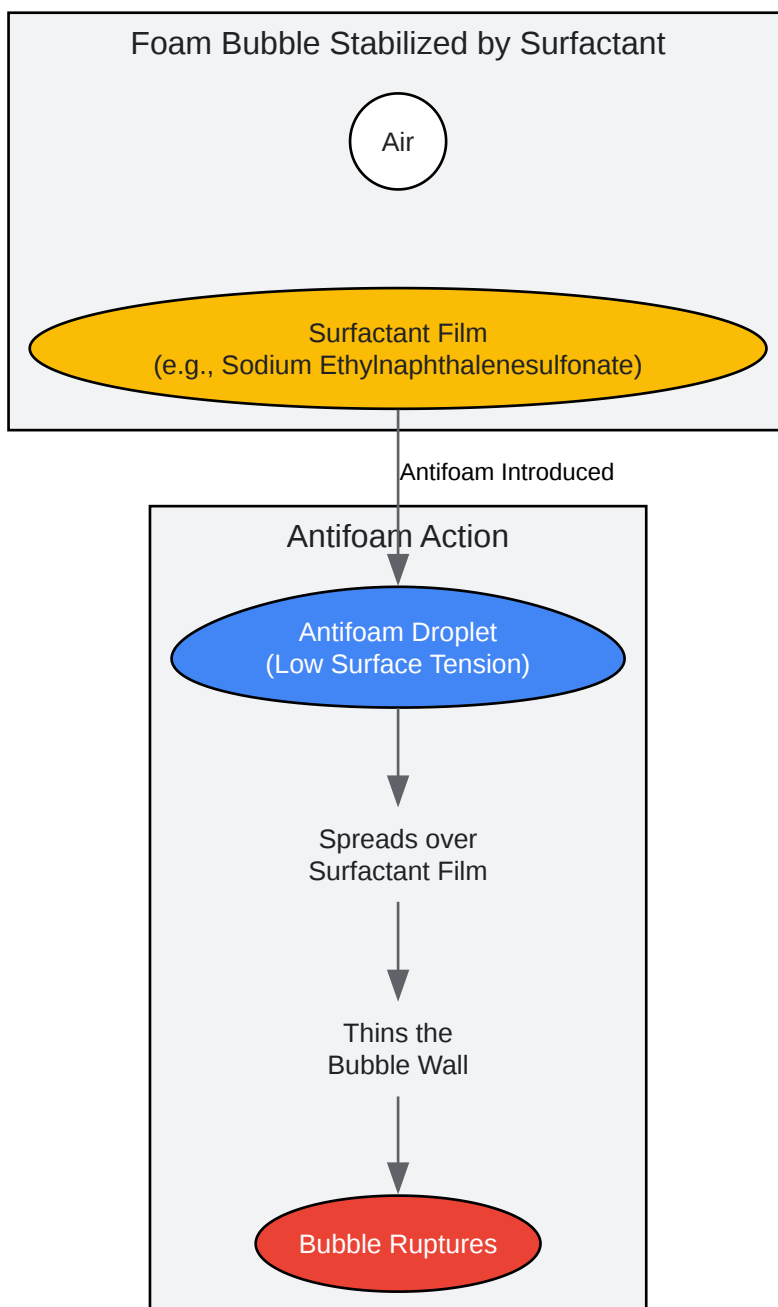 Foam Bubble Stabilized by Surfactant
Air
Surfactant Film
(e.g., Sodium Ethylnaphthalenesulfonate)
Antifoam Introduced
Antifoam Action
Antifoam Droplet
(Low Surface Tension)
Spreads over
Surfactant Film
Thins the
Bubble Wall
Bubble Ruptures